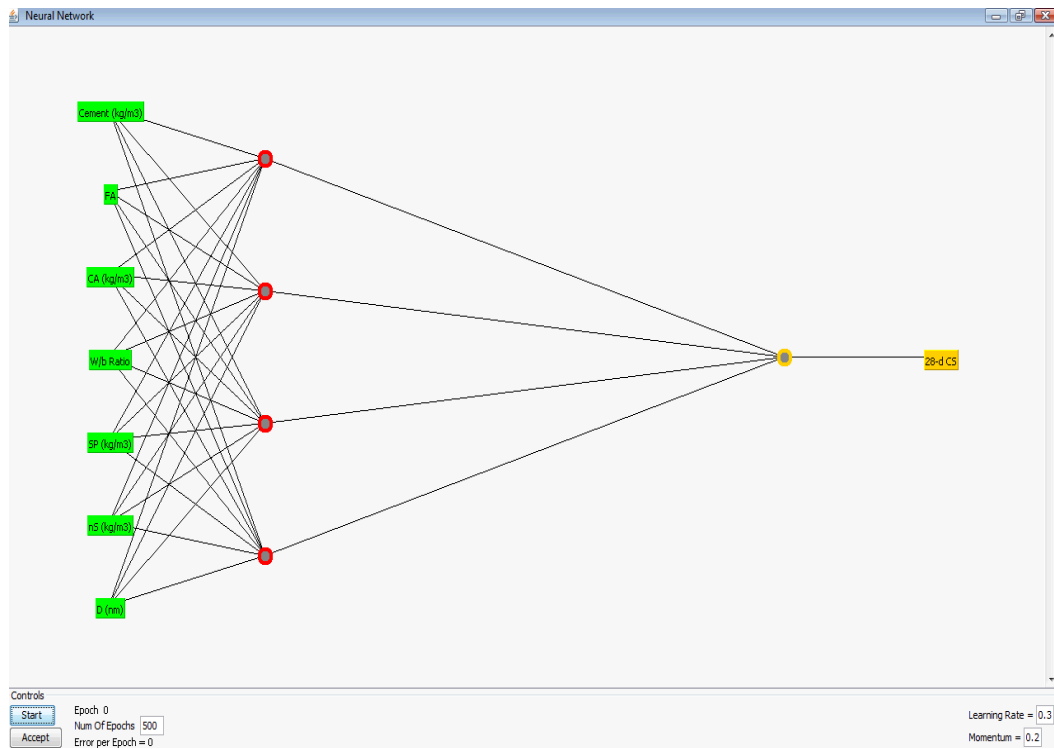 Neural Network
Cement (kg/m3)
FA
CA (kg/m3)
W/b Ratio
28-d CS
SP (kg/m3)
nS (kg/m3)
D (nm)
Controls
Start
Epoch 0
Num Of Epochs 500
Learning Rate = 0.3
Accept
Error per Epoch = 0
Momentum = 0.2